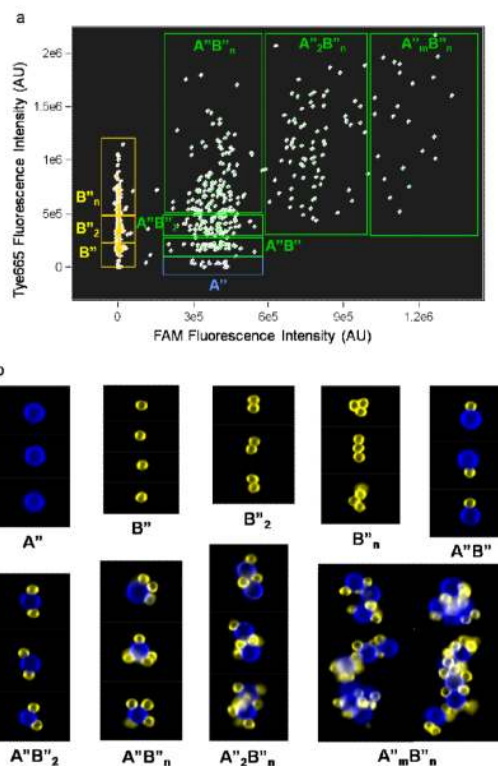 a
Tye665 Fluorescence Intensity (AU)
2e6
1.5e6
1e6
5e5
0
A"B"n
A"2B"n
A"mB"n
B"n
B"2
B"
A"B"2
A"B"
A"
0
3e5
6e5
9e5
1.2e6
FAM Fluorescence Intensity (AU)
A"
B"
B"2
B"n
A"B"
A"B"2
A"B"n
A"2B"n
A"mB"n